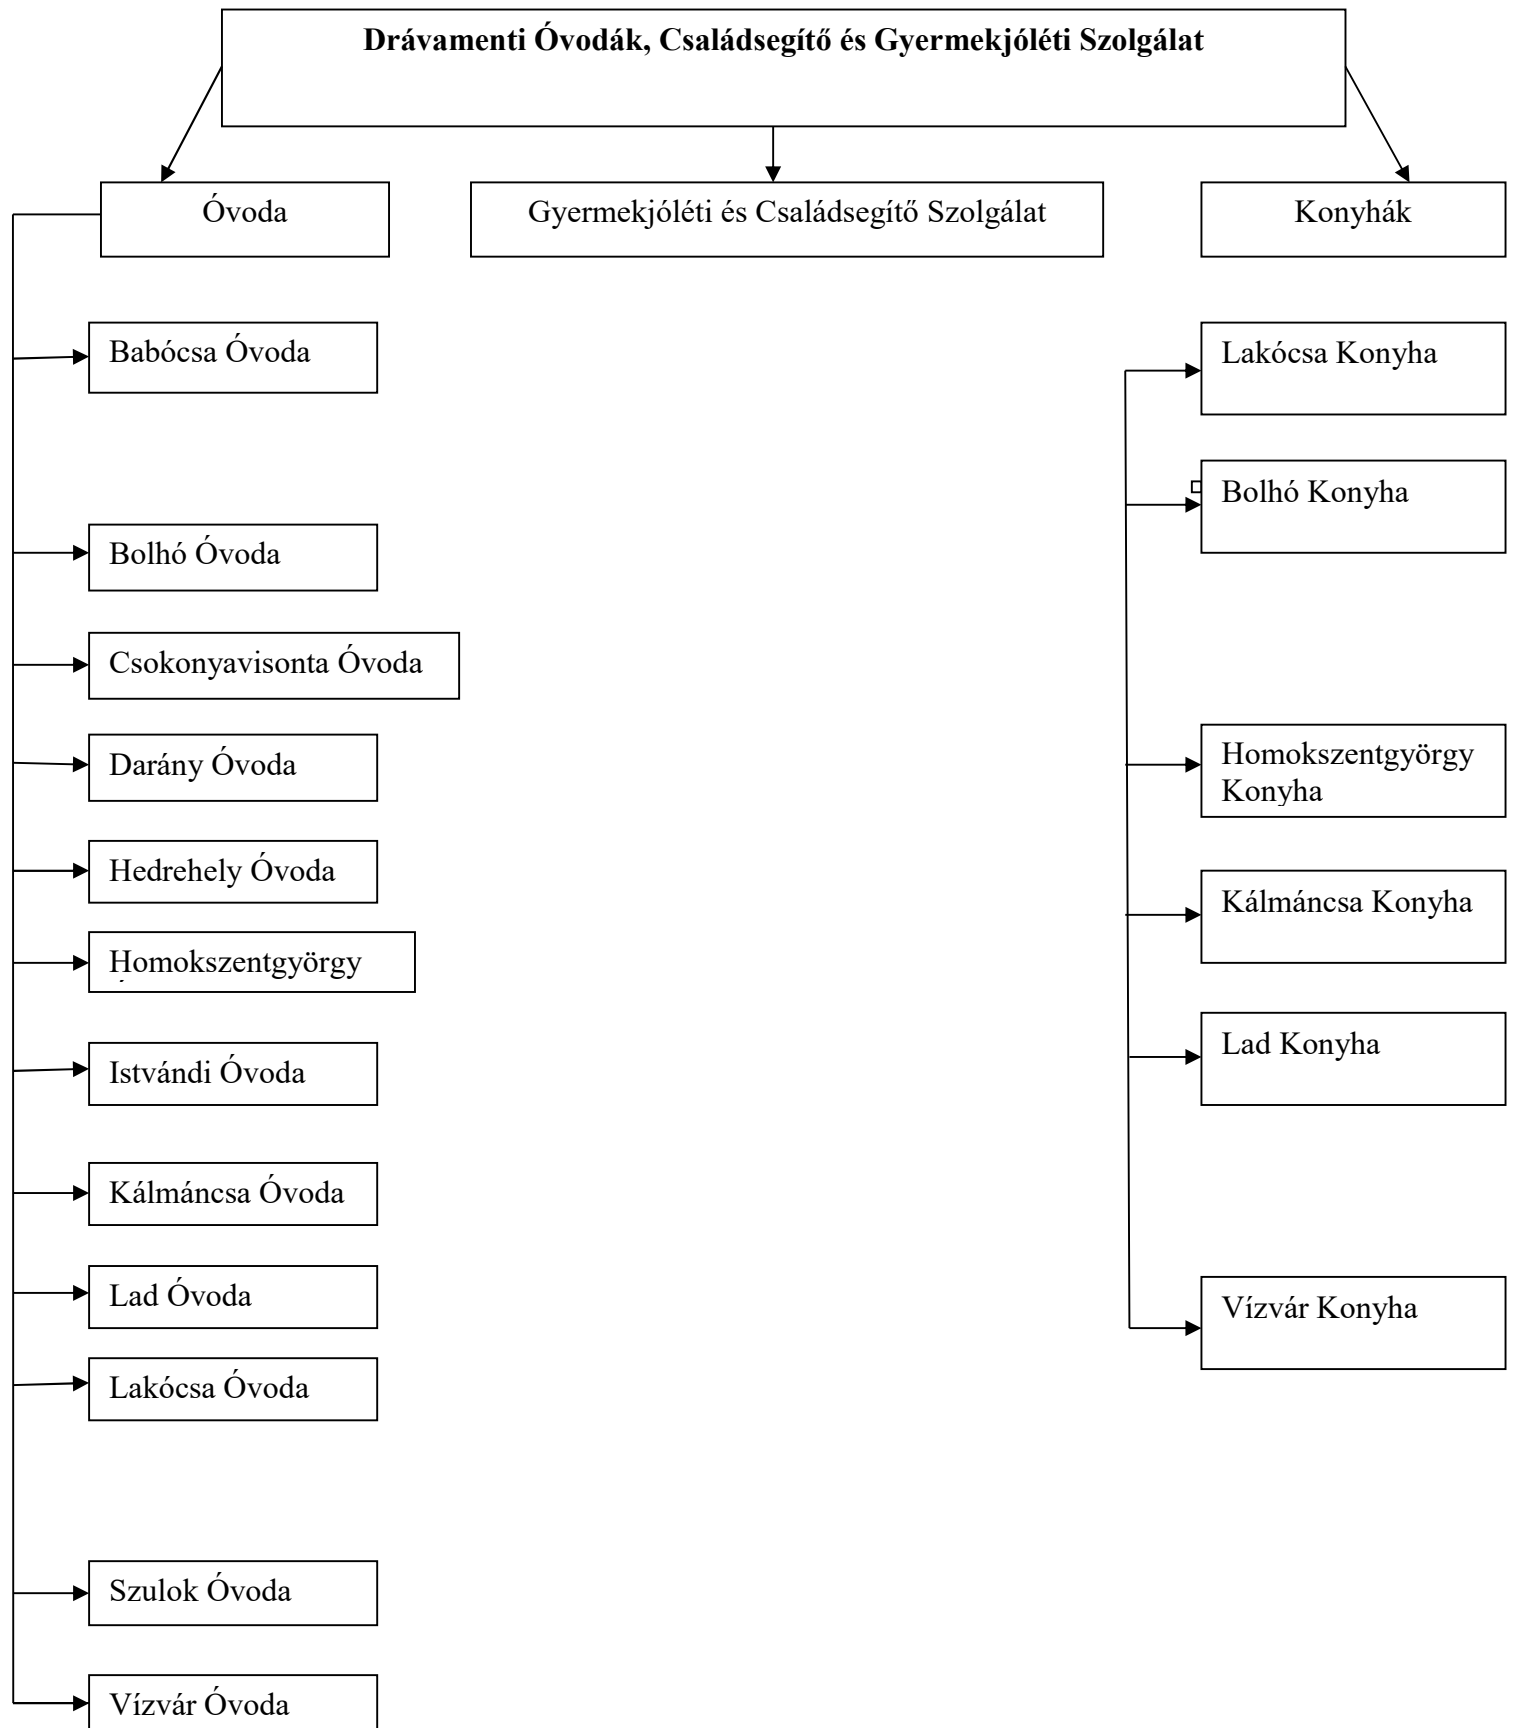 Drávamenti Óvodák, Családsegítő és Gyermekjóléti Szolgálat
Óvoda
Gyermekjóléti és Családsegítő Szolgálat
Konyhák
Babócsa Óvoda
Bolhó Óvoda
Csokonyavisonta Óvoda
Darány Óvoda
Hedrehely Óvoda
Homokszentgyörgy
Istvándi Óvoda
Kálmáncsa Óvoda
Lad Óvoda
Lakócsa Óvoda
Szulok Óvoda
Vízvár Óvoda
Lakócsa Konyha
Bolhó Konyha
Homokszentgyörgy
Konyha
Kálmáncsa Konyha
Lad Konyha
Vízvár Konyha